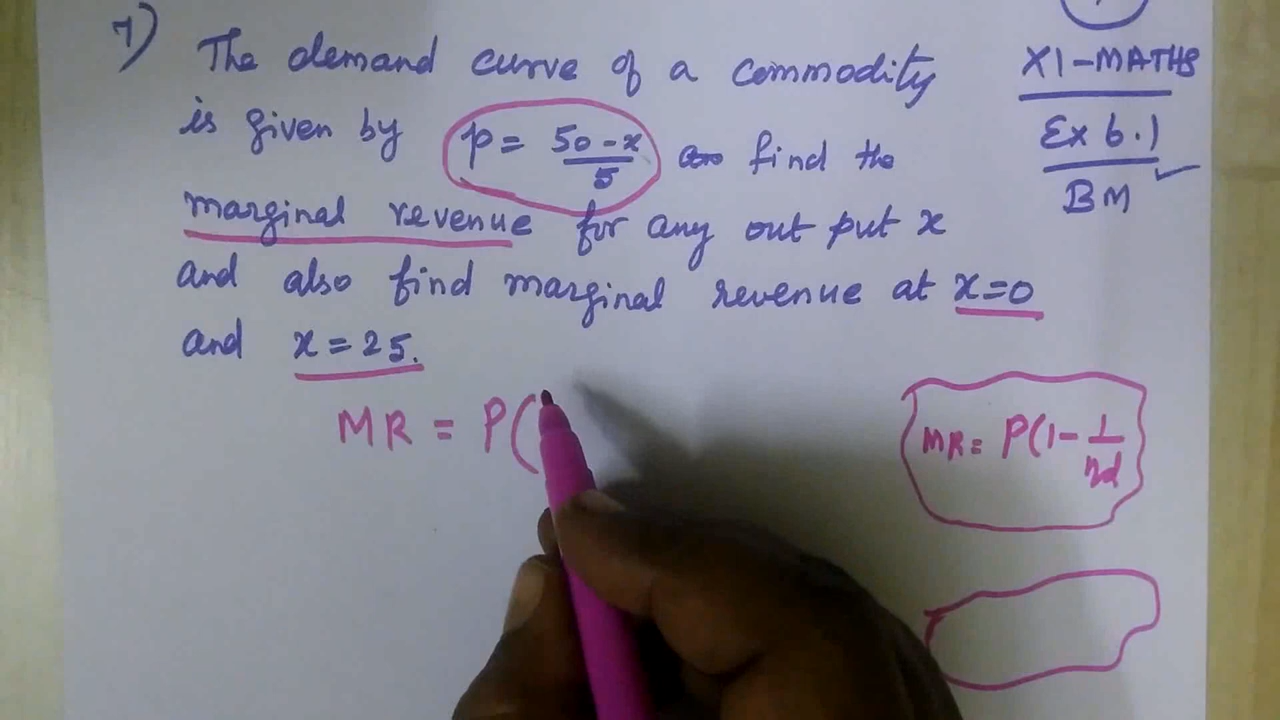 7) The demand curve of a commodity
is given by p = 50-x/5 find the
marginal revenue for any out put x
and also find marginal revenue at x=0
and x = 25.
XI-MATHS
Ex 6.1
BM
MR = P(
MR= P(1- 1/ηd